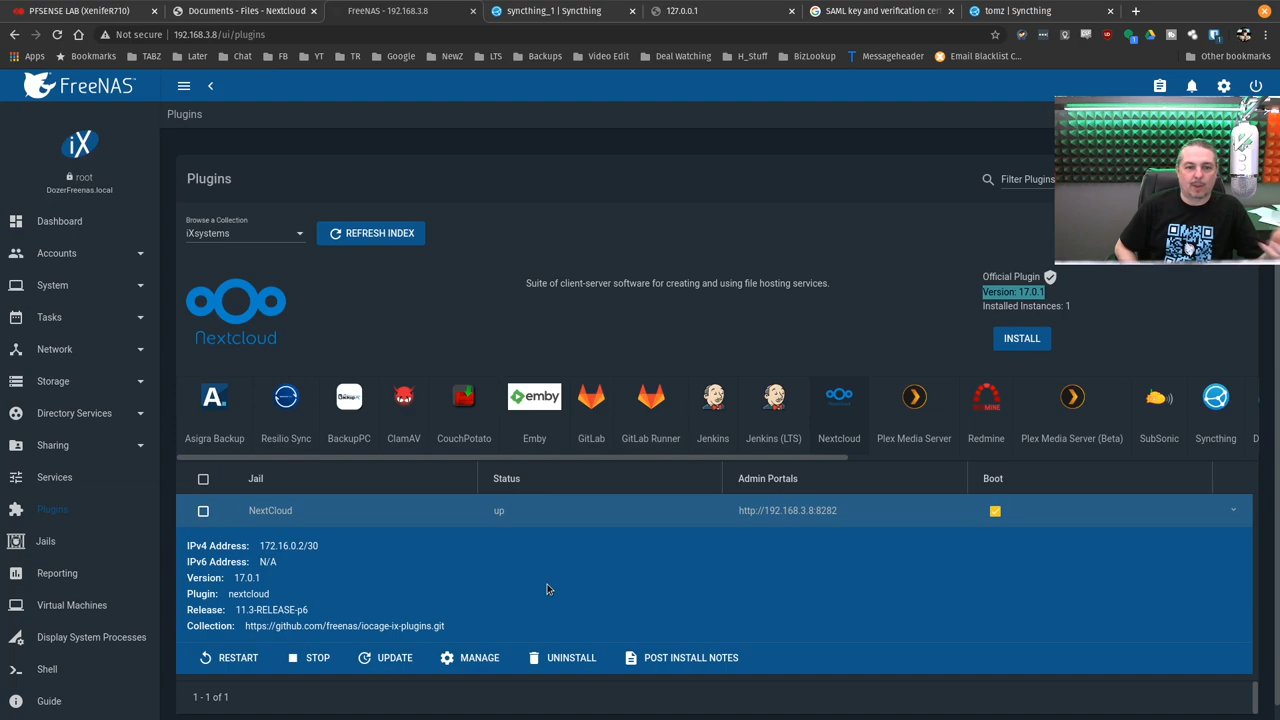 PFSENSE LAB (XenifeR710)
Documents - Files - Nextcloud
FreeNAS - 192.168.3.8
syncthing_1 | Syncthing
127.0.0.1
SAML key and verification cer
tomz | Syncthing
Not secure | 192.168.3.8/ui/plugins
Apps
Bookmarks
TABZ
Later
Chat
FB
YT
TR
Google
NewZ
LTS
Backups
Video Edit
Deal Watching
H_Stuff
BizLookup
Messageheader
Email Blacklist C...
Other bookmarks
FreeNAS
Plugins
iX
root
DozerFreenas.local
Dashboard
Accounts
System
Tasks
Network
Storage
Directory Services
Sharing
Services
Plugins
Jails
Reporting
Virtual Machines
Display System Processes
Shell
Guide
Plugins
Filter Plugins
Browse a Collection
iXsystems
REFRESH INDEX
Nextcloud
Suite of client-server software for creating and using file hosting services.
Official Plugin
Version: 17.0.1
Installed Instances: 1
INSTALL
Asigra Backup
Resilio Sync
BackupPC
ClamAV
CouchPotato
emby
Emby
GitLab
GitLab Runner
Jenkins
Jenkins (LTS)
Nextcloud
Plex Media Server
Redmine
Plex Media Server (Beta)
SubSonic
Syncthing
Jail
Status
Admin Portals
Boot
NextCloud
up
http://192.168.3.8:8282
IPv4 Address: 172.16.0.2/30
IPv6 Address: N/A
Version: 17.0.1
Plugin: nextcloud
Release: 11.3-RELEASE-p6
Collection: https://github.com/freenas/iocage-ix-plugins.git
RESTART
STOP
UPDATE
MANAGE
UNINSTALL
POST INSTALL NOTES
1 - 1 of 1